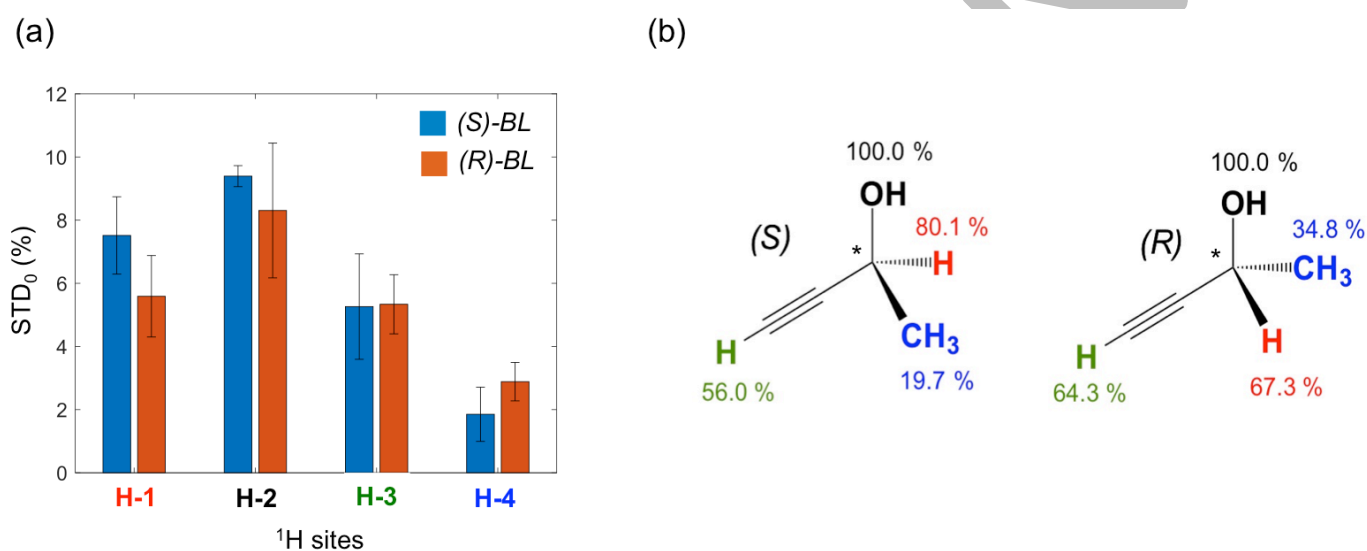 (a)
12
10
8
6
4
2
0
STD₀ (%)
(S)-BL
(R)-BL
H-1 H-2 H-3 H-4
¹H sites
(b)
(S)
100.0 %
OH
80.1 %
*
H
CH₃
19.7 %
H
56.0 %
(R)
100.0 %
OH
34.8 %
*
CH₃
H
67.3 %
H
64.3 %